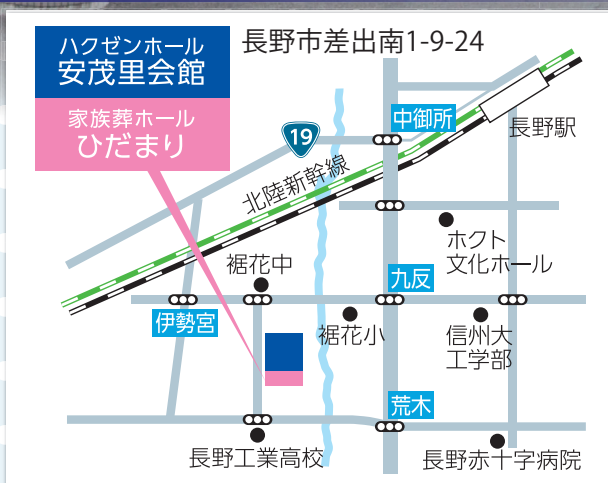 ハクゼンホール
安茂里会館
家族葬ホール
ひだまり
長野市差出南1-9-24
19
中御所
長野駅
北陸新幹線
ホクト
文化ホール
裾花中
九反
伊勢宮
裾花小
信州大
工学部
荒木
長野工業高校
長野赤十字病院